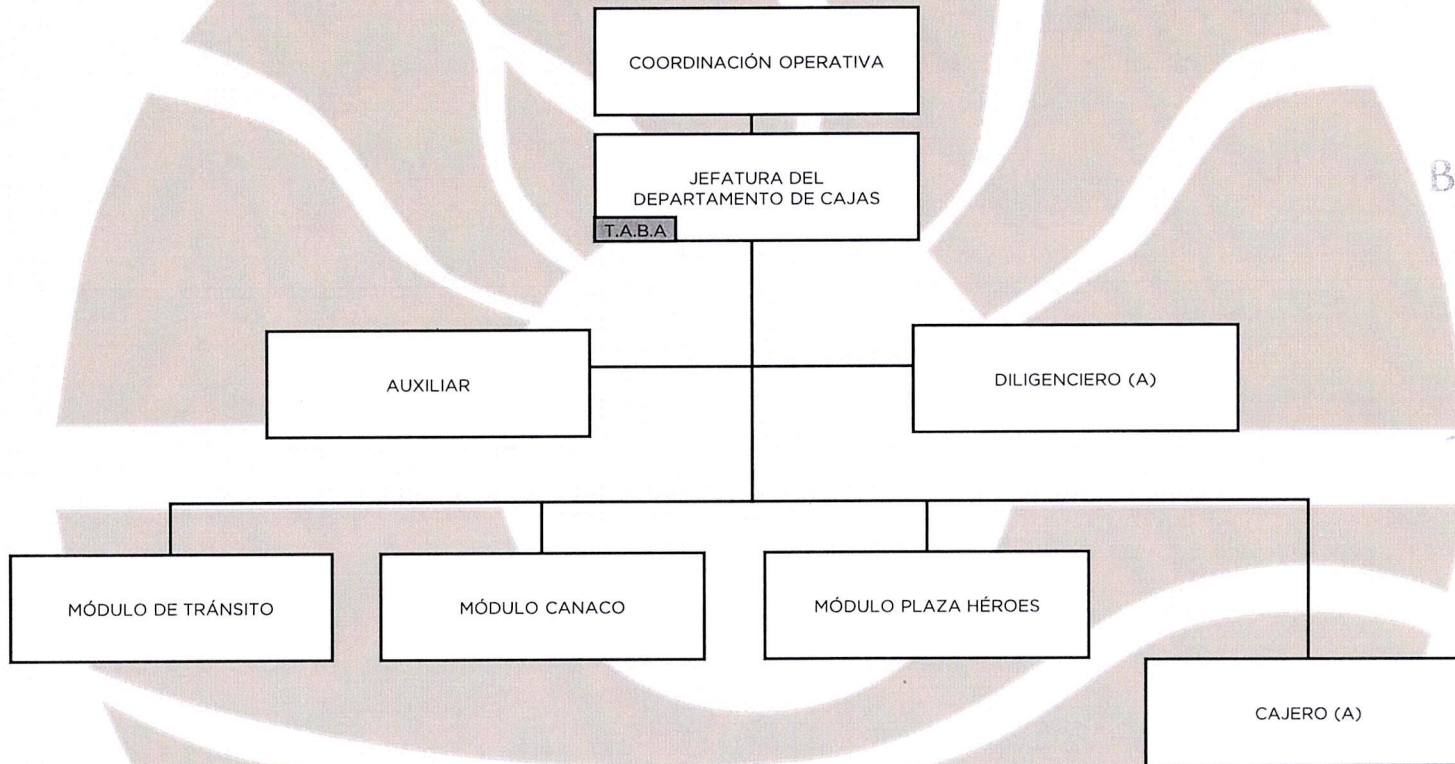 COORDINACIÓN OPERATIVA
JEFATURA DEL
DEPARTAMENTO DE CAJAS
T.A.B.A
AUXILIAR
DILIGENCIERO (A)
MÓDULO DE TRÁNSITO
MÓDULO CANACO
MÓDULO PLAZA HÉROES
CAJERO (A)
B